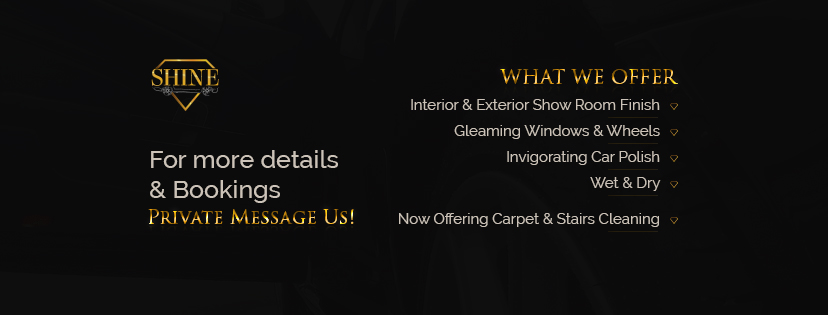 SHINE
For more details
& Bookings
Private Message Us!
What We Offer
Interior & Exterior Show Room Finish
Gleaming Windows & Wheels
Invigorating Car Polish
Wet & Dry
Now Offering Carpet & Stairs Cleaning